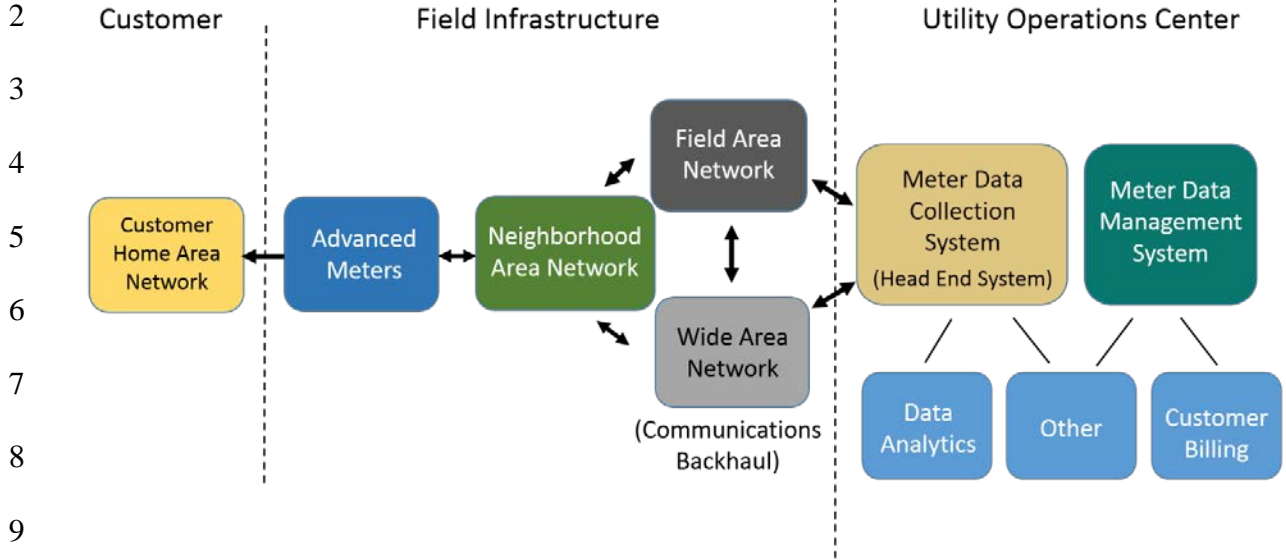 2
Customer
Field Infrastructure
Utility Operations Center
3
4
5
6
7
8
9
Customer
Home Area
Network
Advanced
Meters
Neighborhood
Area Network
Field Area
Network
Wide Area
Network
(Communications
Backhaul)
Meter Data
Collection
System
(Head End System)
Meter Data
Management
System
Data
Analytics
Other
Customer
Billing